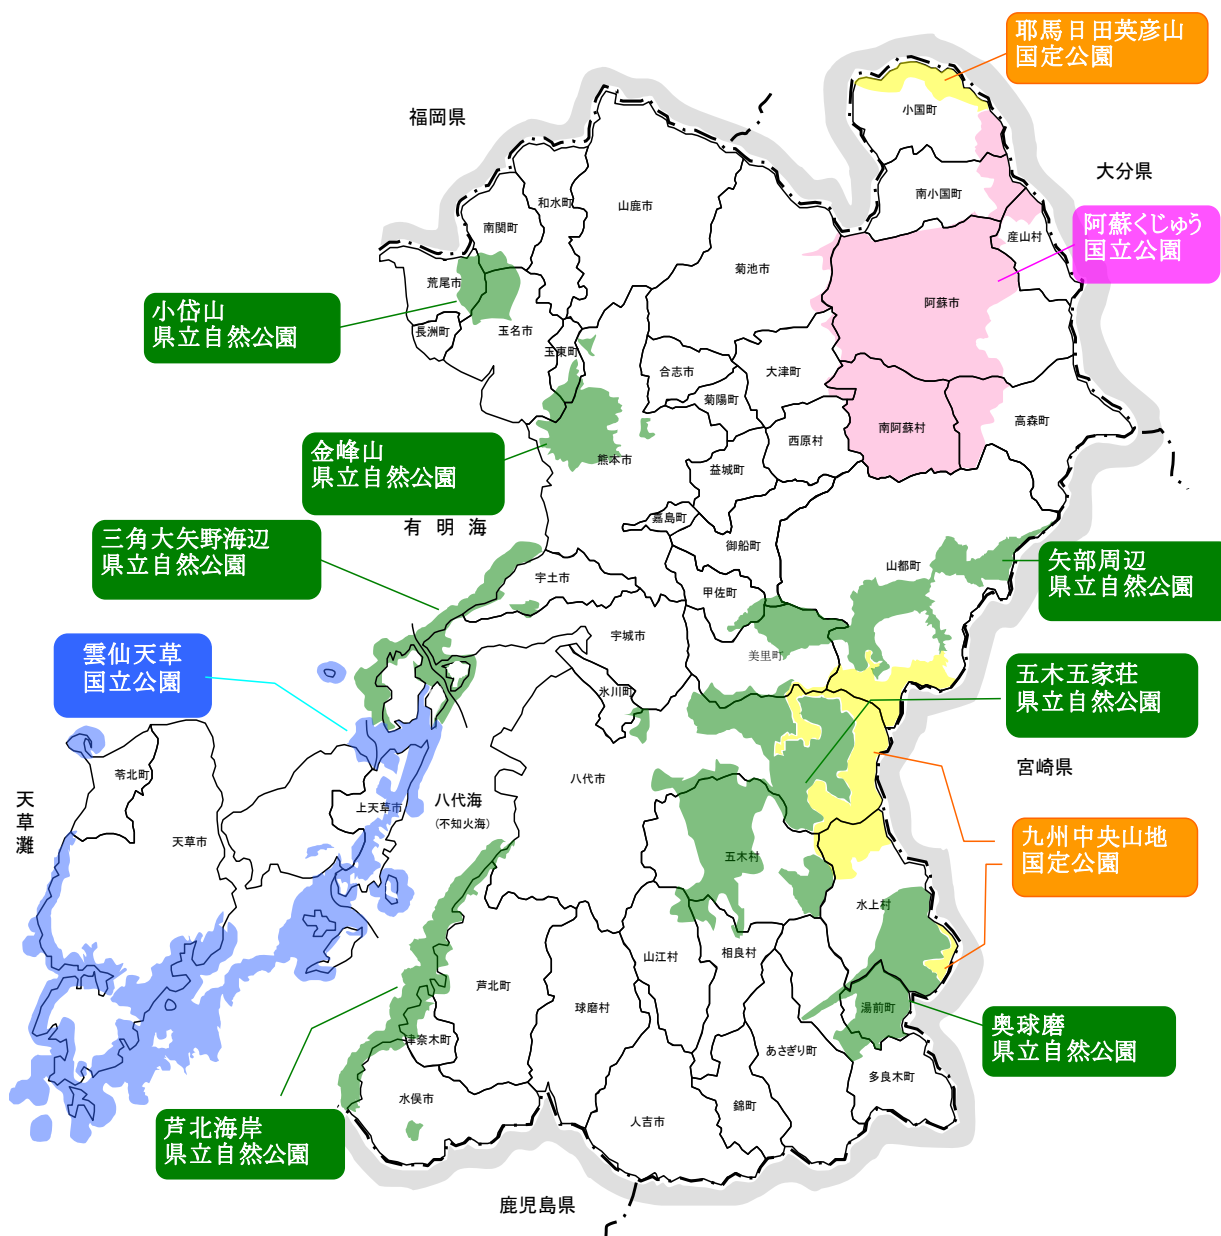 耶馬日田英彦山
国定公園
小国町
福岡県
大分県
南小国町
和水町
山鹿市
南関町
産山村
阿蘇くじゅう
国立公園
菊池市
荒尾市
阿蘇市
小岱山
県立自然公園
長洲町
玉名市
玉東町
合志市
大津町
菊陽町
南阿蘇村
高森町
西原村
金峰山
県立自然公園
熊本市
益城町
有明海
嘉島町
御船町
三角大矢野海辺
県立自然公園
山都町
矢部周辺
県立自然公園
宇土市
甲佐町
宇城市
美里町
雲仙天草
国立公園
五木五家荘
県立自然公園
氷川町
宮崎県
苓北町
八代市
天草灘
上天草市
八代海
(不知火海)
天草市
九州中央山地
国定公園
五木村
水上村
山江村
相良村
芦北町
球磨村
湯前町
奥球磨
県立自然公園
津奈木町
あさぎり町
多良木町
水俣市
錦町
人吉市
芦北海岸
県立自然公園
鹿児島県